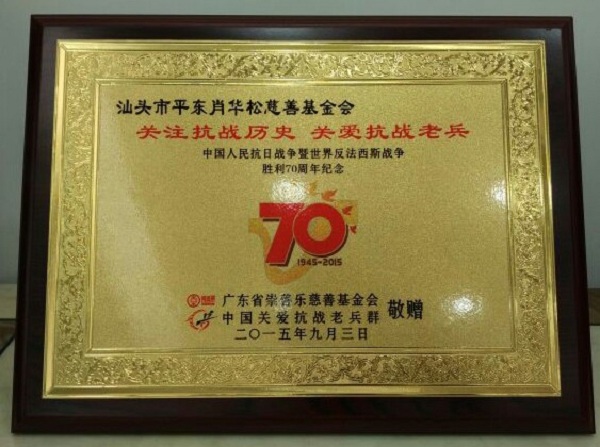 汕头市平东肖华松慈善基金会
关注抗战历史 关爱抗战老兵
中国人民抗日战争暨世界反法西斯战争
胜利70周年纪念
70
1945-2015
广东省崇善乐慈善基金会
中国关爱抗战老兵群
敬赠
二〇一五年九月三日